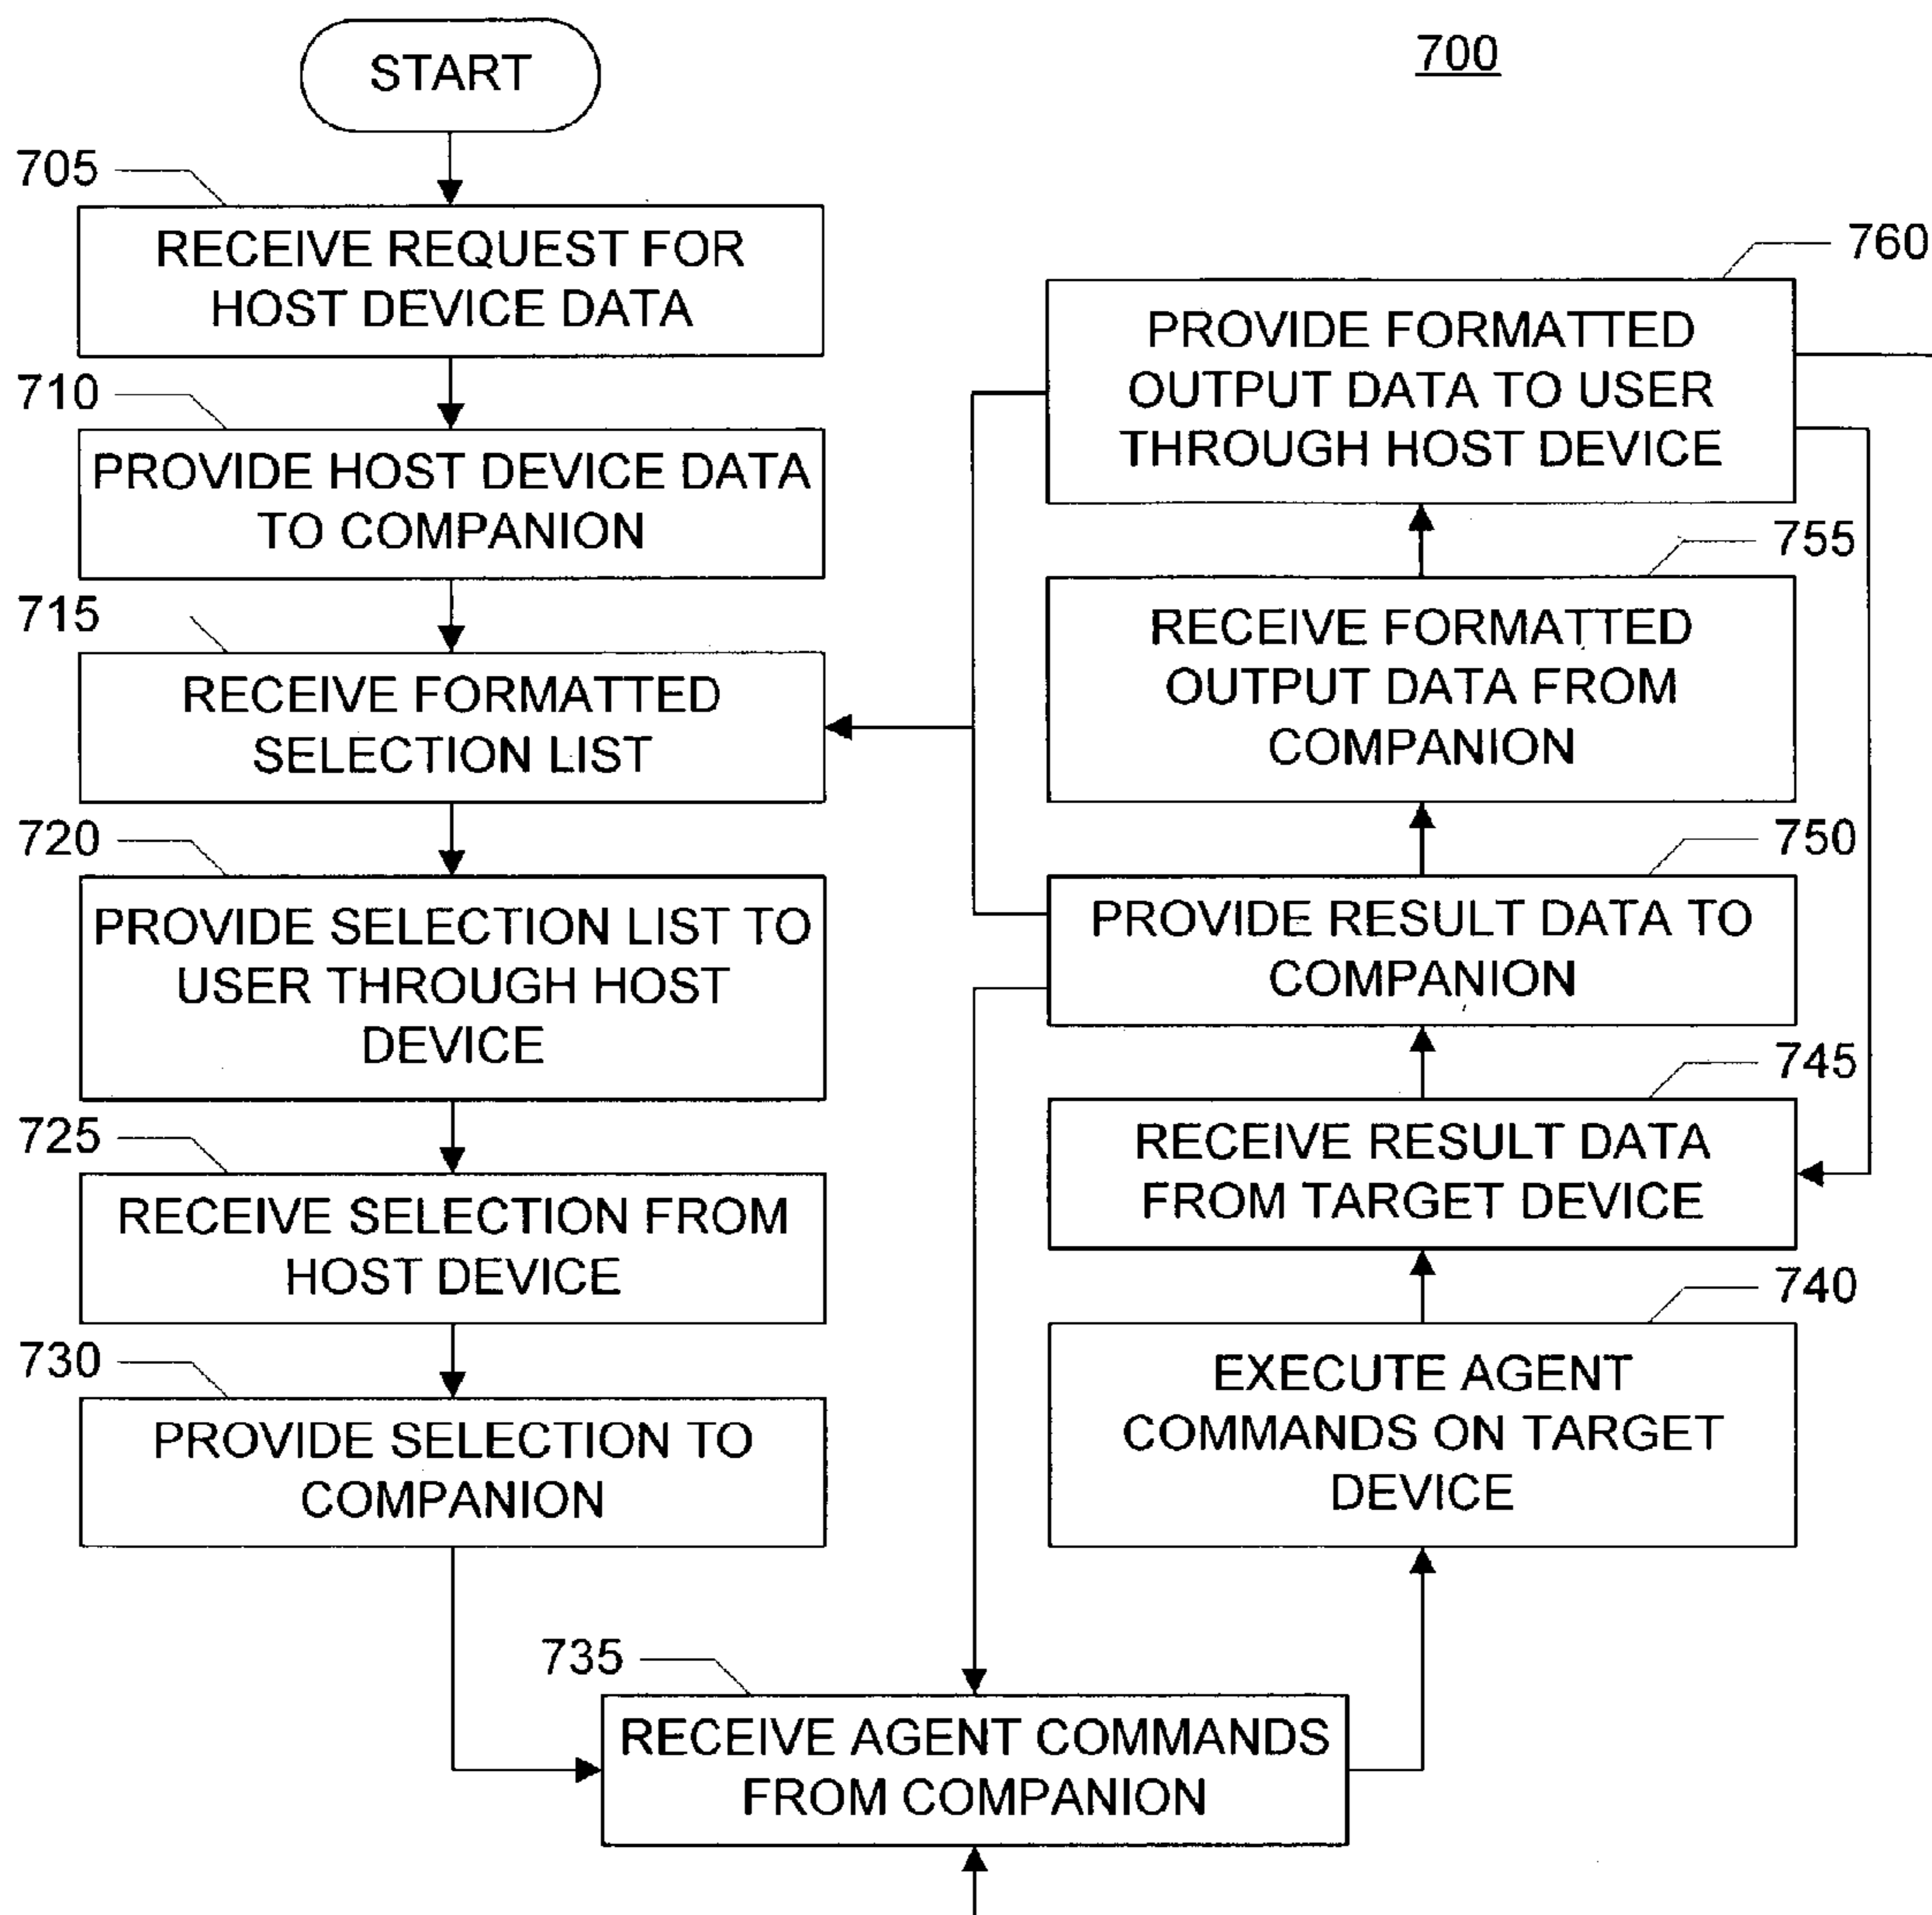 700
START
705
RECEIVE REQUEST FOR
HOST DEVICE DATA
710
PROVIDE HOST DEVICE DATA
TO COMPANION
715
RECEIVE FORMATTED
SELECTION LIST
720
PROVIDE SELECTION LIST TO
USER THROUGH HOST
DEVICE
725
RECEIVE SELECTION FROM
HOST DEVICE
730
PROVIDE SELECTION TO
COMPANION
735
RECEIVE AGENT COMMANDS
FROM COMPANION
740
EXECUTE AGENT
COMMANDS ON TARGET
DEVICE
745
RECEIVE RESULT DATA
FROM TARGET DEVICE
750
PROVIDE RESULT DATA TO
COMPANION
755
RECEIVE FORMATTED
OUTPUT DATA FROM
COMPANION
760
PROVIDE FORMATTED
OUTPUT DATA TO USER
THROUGH HOST DEVICE